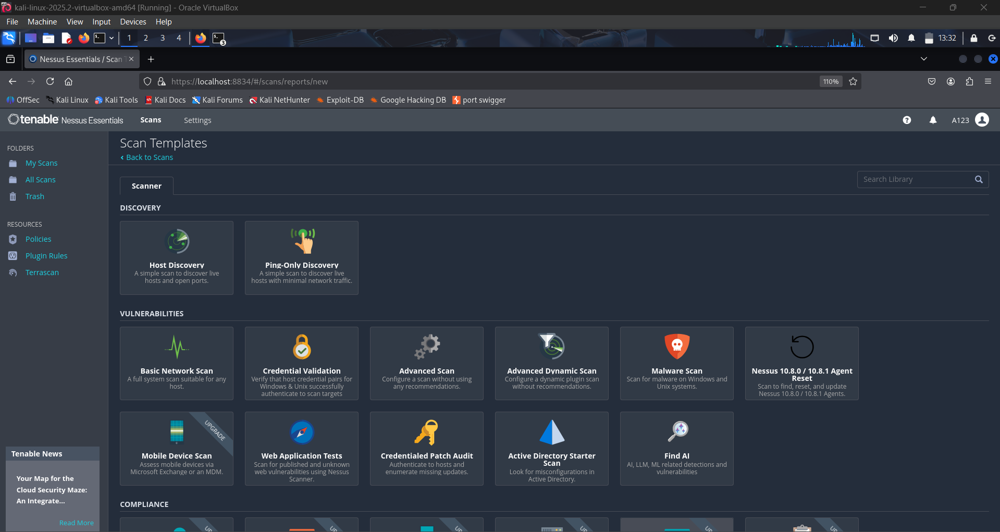 kali-linux-2025.2-virtualbox-amd64 [Running] - Oracle VirtualBox
File Machine View Input Devices Help
1 2 3 4 3 13:32
Nessus Essentials / Scan T
https://localhost:8834/#/scans/reports/new 110%
OffSec Kali Linux Kali Tools Kali Docs Kali Forums Kali NetHunter Exploit-DB Google Hacking DB port swigger
tenable Nessus Essentials Scans Settings A123
FOLDERS
My Scans
All Scans
Trash
RESOURCES
Policies
Plugin Rules
Terrascan
Tenable News
Your Map for the
Cloud Security Maze:
An Integrate...
Read More
Scan Templates
Back to Scans
Scanner
Search Library
DISCOVERY
Host Discovery
A simple scan to discover live
hosts and open ports.
Ping-Only Discovery
A simple scan to discover live
hosts with minimal network traffic.
VULNERABILITIES
Basic Network Scan
A full system scan suitable for any
host.
Credential Validation
Verify that host credential pairs for
Windows & Unix successfully
authenticate to scan targets
Advanced Scan
Configure a scan without using
any recommendations.
Advanced Dynamic Scan
Configure a dynamic plugin scan
without recommendations.
Malware Scan
Scan for malware on Windows and
Unix systems.
Nessus 10.8.0 / 10.8.1 Agent
Reset
Scan to find, reset, and update
Nessus 10.8.0 / 10.8.1 Agents.
UPGRADE
Mobile Device Scan
Assess mobile devices via
Microsoft Exchange or an MDM.
Web Application Tests
Scan for published and unknown
web vulnerabilities using Nessus
Scanner.
Credentialed Patch Audit
Authenticate to hosts and
enumerate missing updates.
Active Directory Starter
Scan
Look for misconfigurations in
Active Directory.
Find AI
AI, LLM, ML related detections and
vulnerabilities
COMPLIANCE